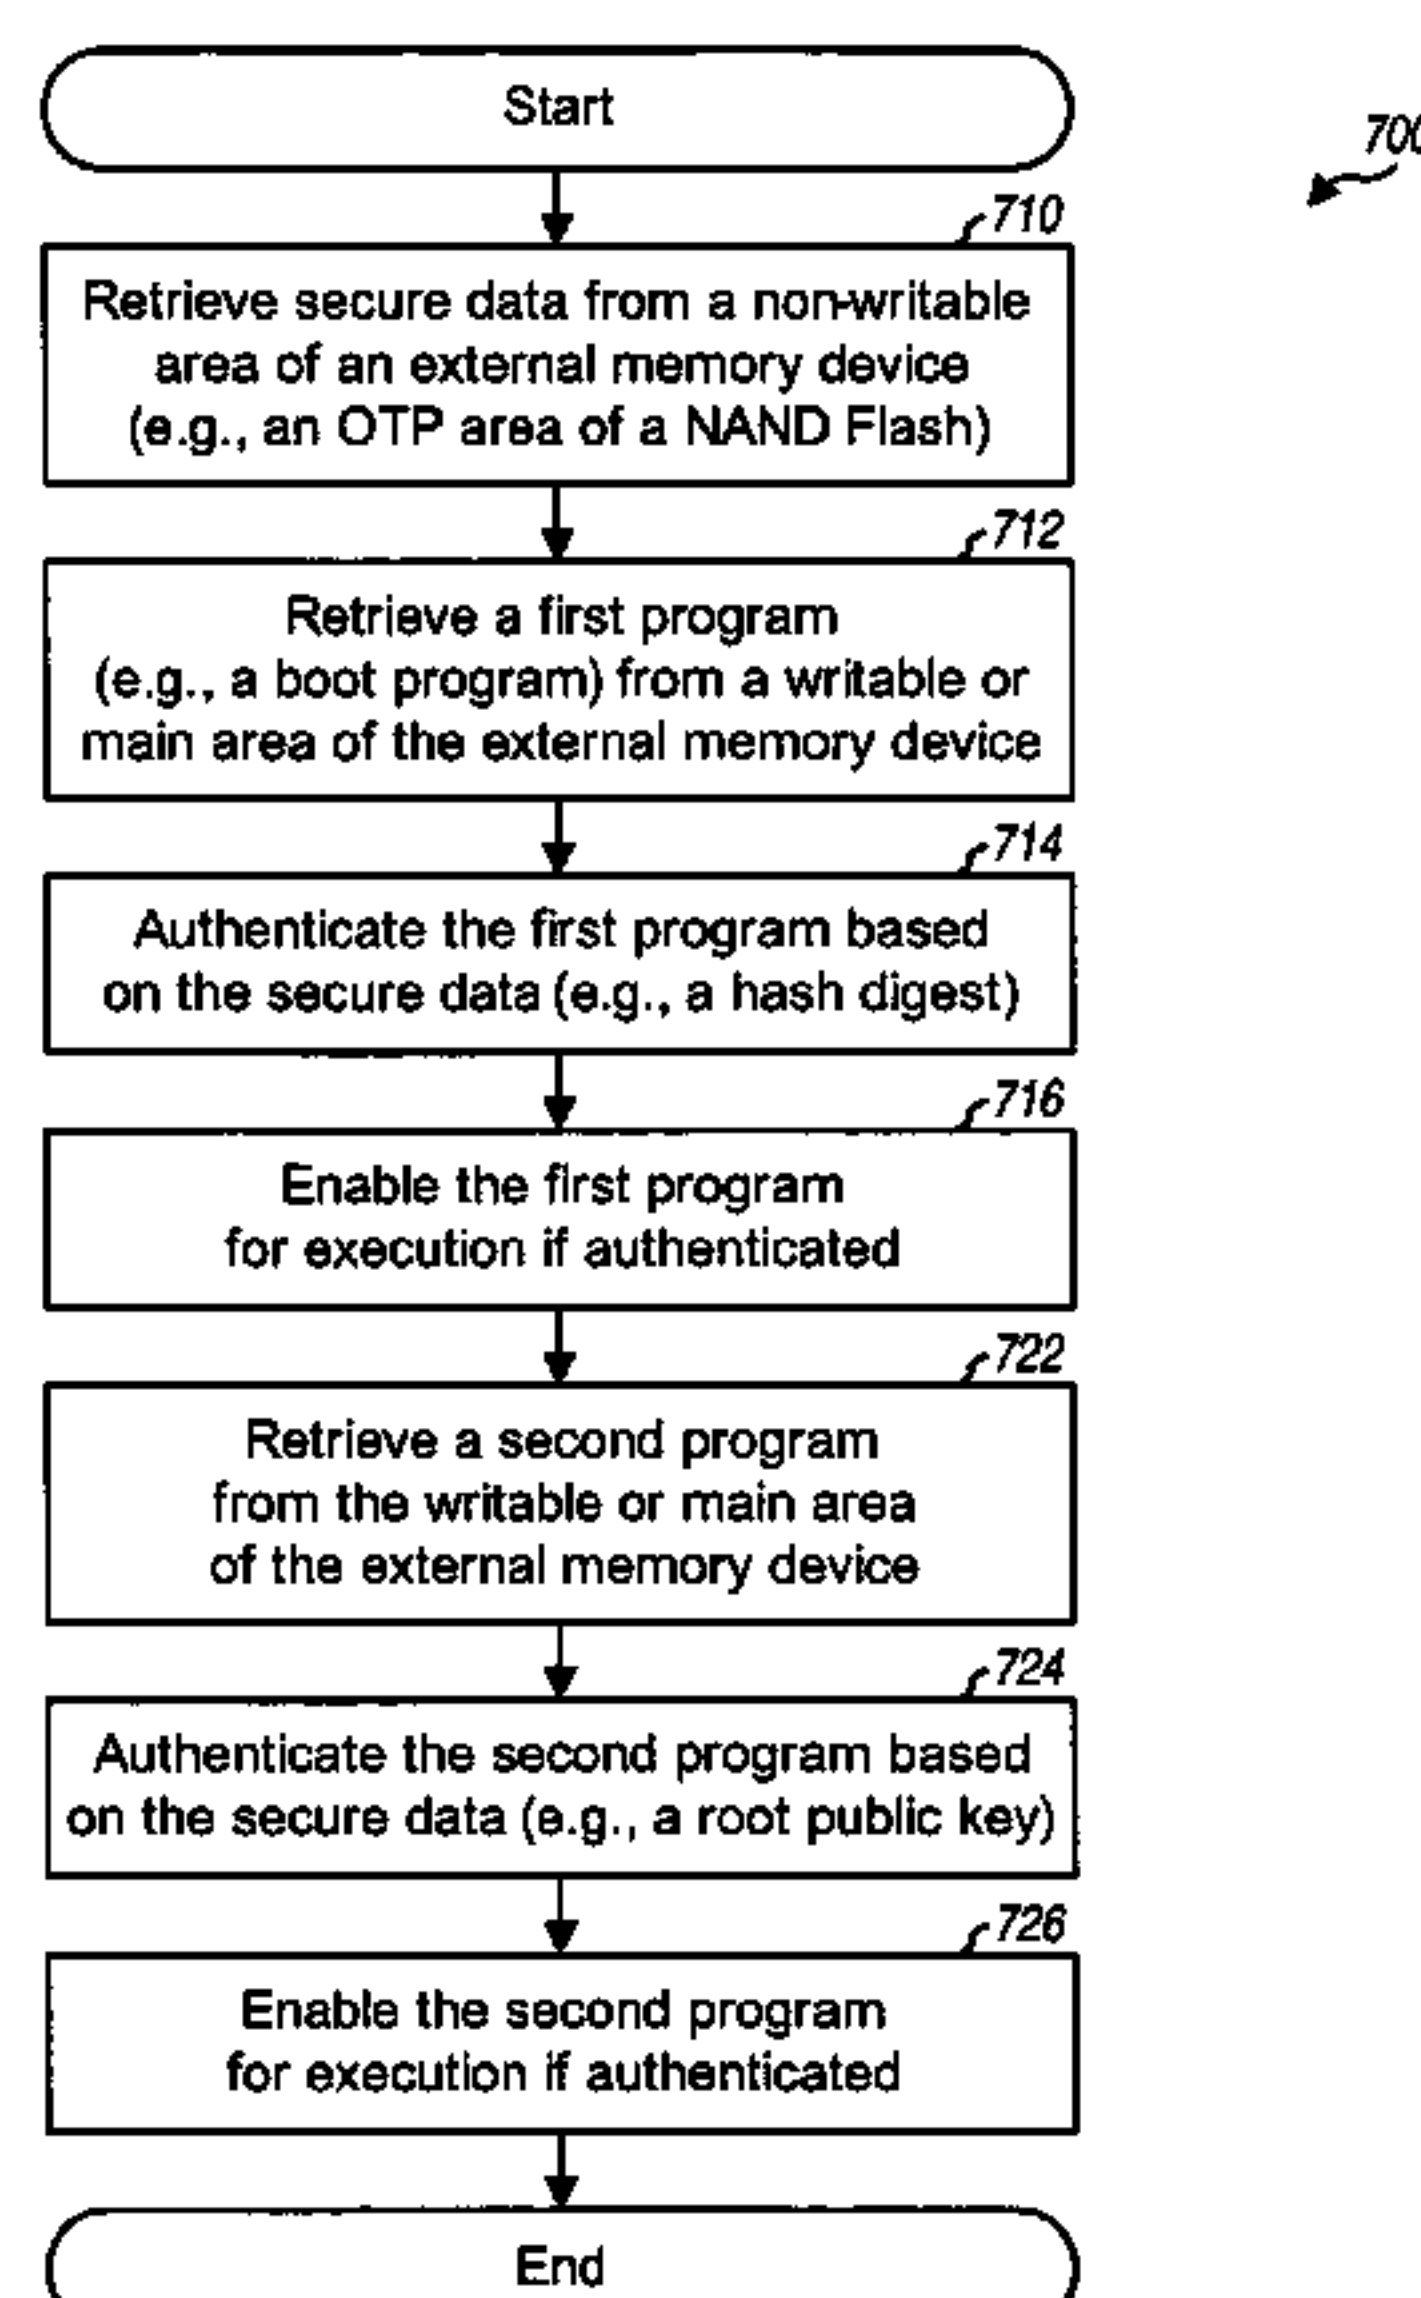 Start
700
710
Retrieve secure data from a non-writable
area of an external memory device
(e.g., an OTP area of a NAND Flash)
712
Retrieve a first program
(e.g., a boot program) from a writable or
main area of the external memory device
714
Authenticate the first program based
on the secure data (e.g., a hash digest)
716
Enable the first program
for execution if authenticated
722
Retrieve a second program
from the writable or main area
of the external memory device
724
Authenticate the second program based
on the secure data (e.g., a root public key)
726
Enable the second program
for execution if authenticated
End